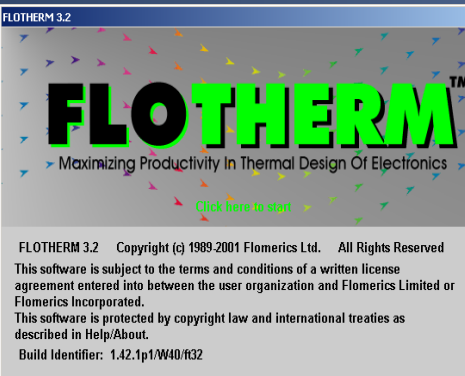 FLOTHERM 3.2
FLOTHERM™
Maximizing Productivity In Thermal Design Of Electronics
Click here to start
FLOTHERM 3.2 Copyright (c) 1989-2001 Flomerics Ltd. All Rights Reserved
This software is subject to the terms and conditions of a written license
agreement entered into between the user organization and Flomerics Limited or
Flomerics Incorporated.
This software is protected by copyright law and international treaties as
described in Help/About.
Build Identifier: 1.42.1p1/W40/ft32